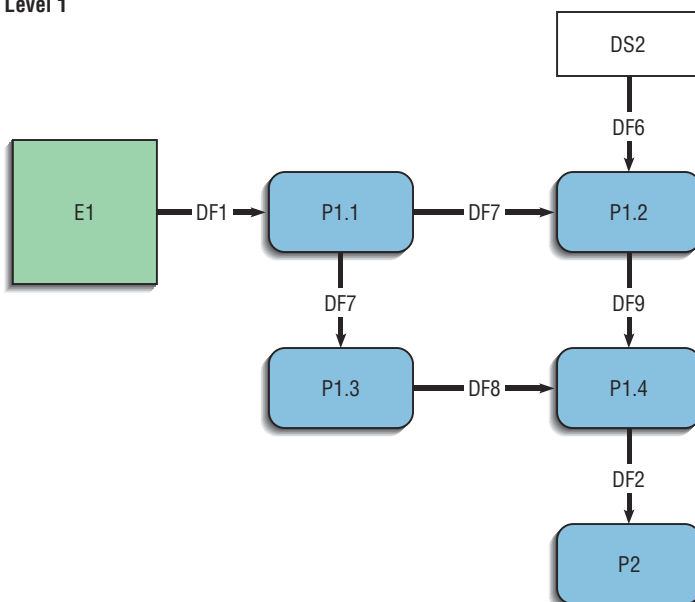 Level 1
DS2
DF6
E1
DF1
P1.1
DF7
P1.2
DF7
DF9
P1.3
DF8
P1.4
DF2
P2